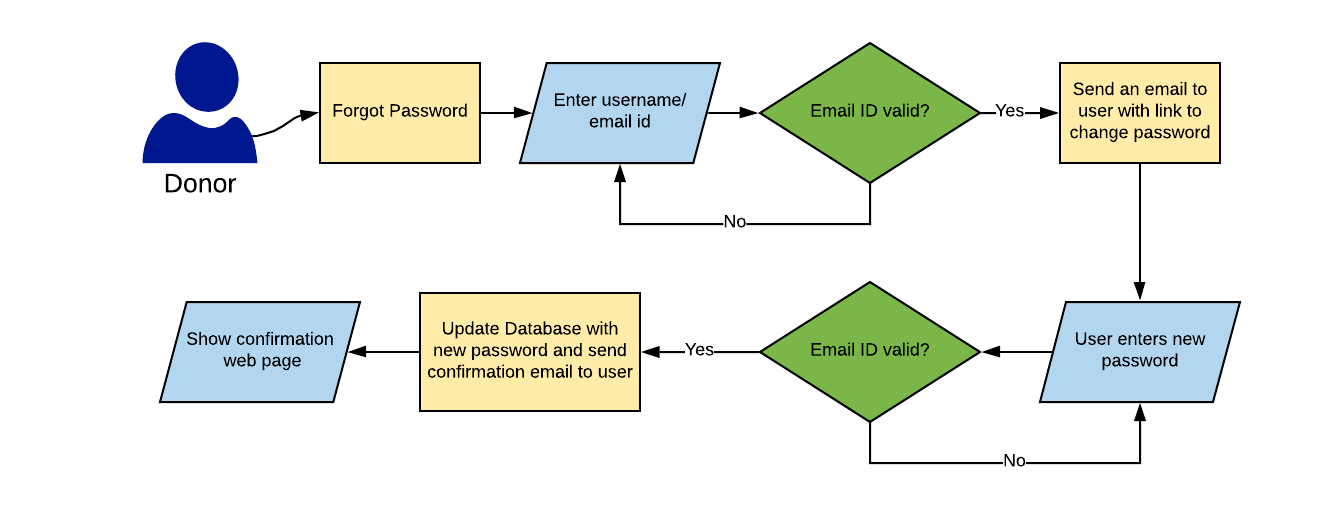 Donor
Forgot Password
Enter username/
email id
Email ID valid?
Yes
Send an email to
user with link to
change password
No
Show confirmation
web page
Update Database with
new password and send
confirmation email to user
Yes
Email ID valid?
User enters new
password
No